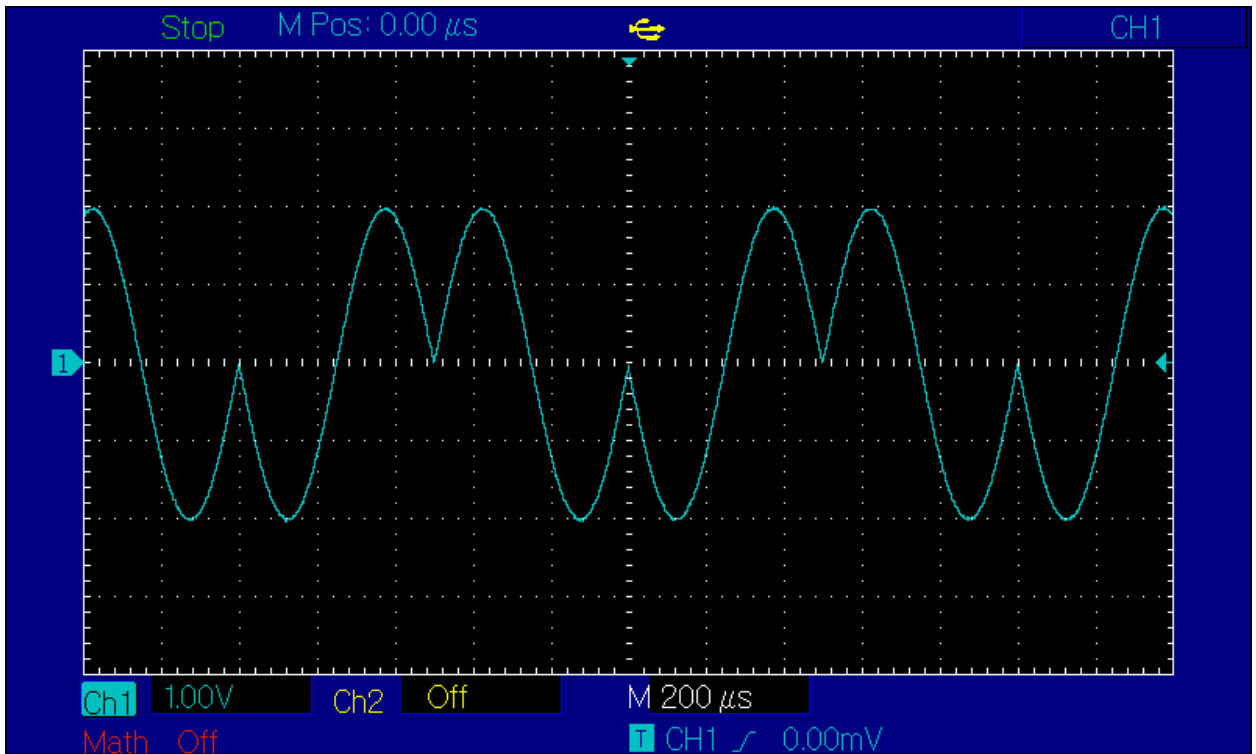 Stop M Pos: 0.00 μs CH1
1
Ch1 1.00V Ch2 Off M 200 μs
Math Off T CH1 0.00mV